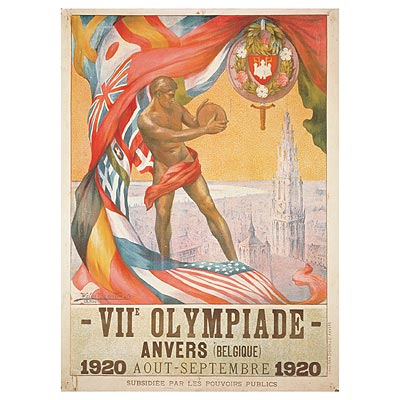 - VIIE OLYMPIADE -
ANVERS (BELGIQUE)
1920 AOUT-SEPTEMBRE 1920
SUBSIDIÉE PAR LES POUVOIRS PUBLICS